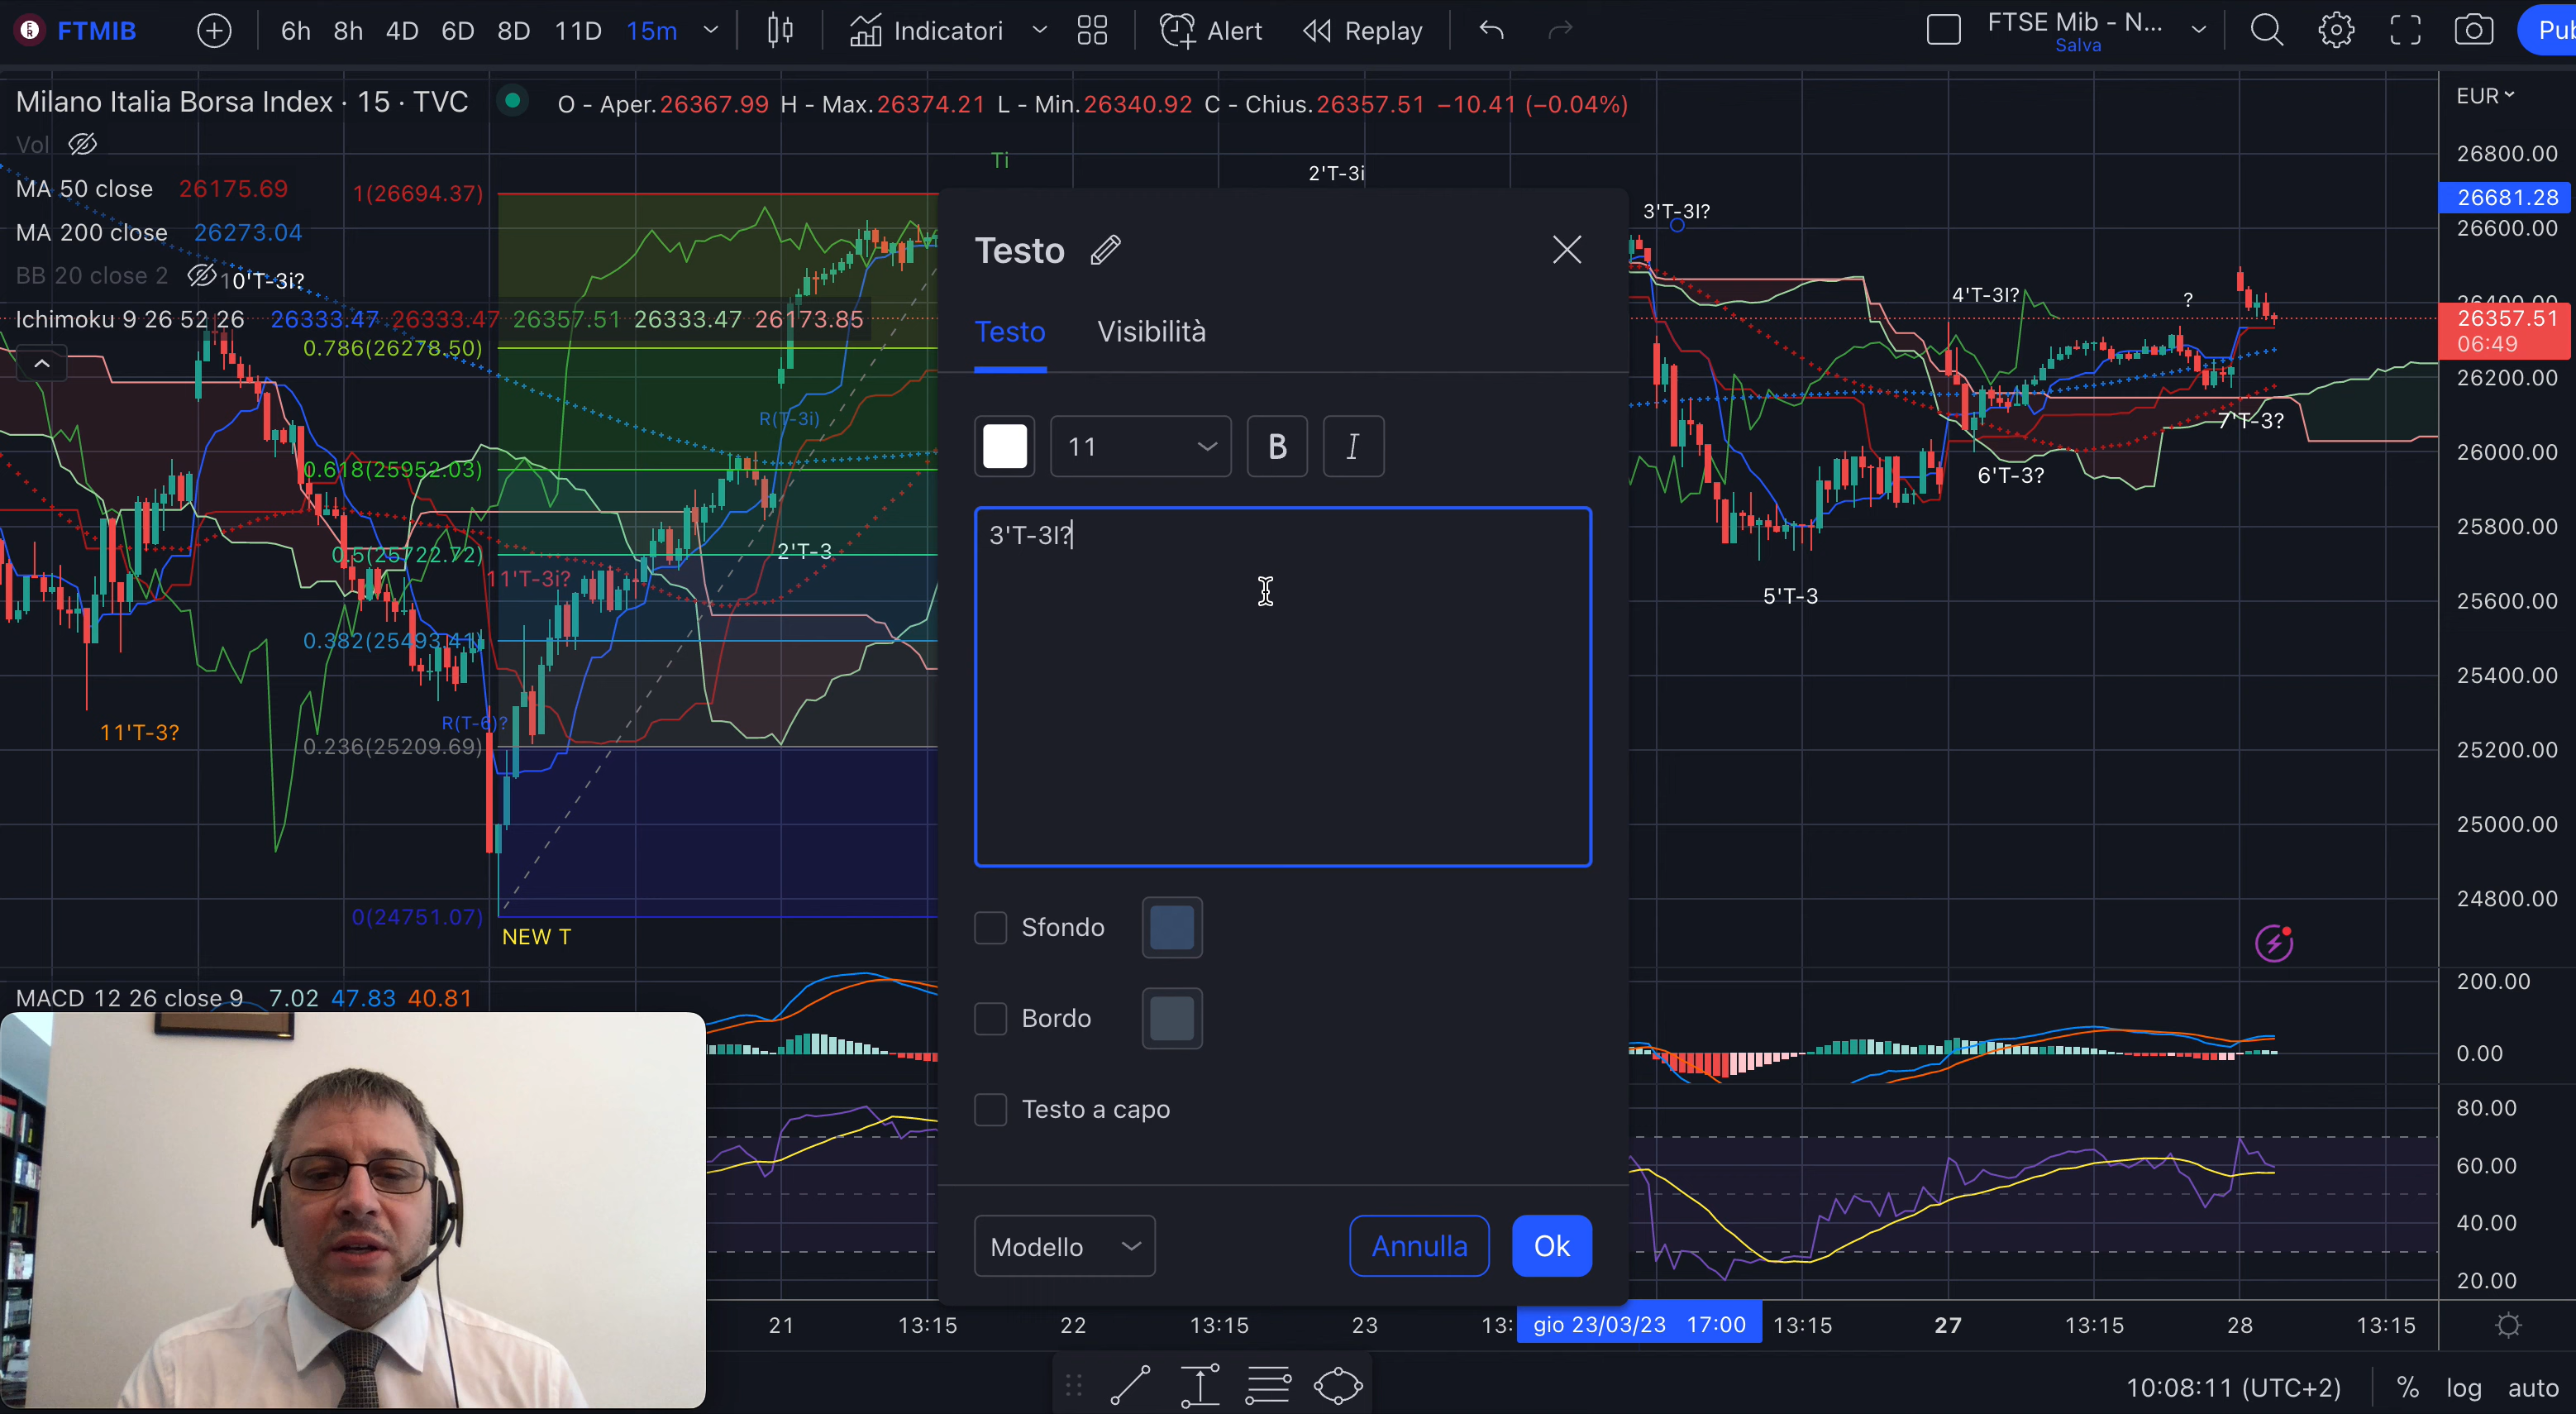 FTMIB 6h 8h 4D 6D 8D 11D 15m Indicatori Alert Replay FTSE Mib - N... Pub
Salva
Milano Italia Borsa Index · 15 · TVC O - Aper.26367.99 H - Max.26374.21 L - Min.26340.92 C - Chius.26357.51 −10.41 (−0.04%)
EUR
Vol
MA 50 close 26175.69
MA 200 close 26273.04
BB 20 close 2
Ichimoku 9 26 52 26 26333.47 26333.47 26357.51 26333.47 26173.85
10'T-3i?
1(26694.37)
0.786(26278.50)
0.618(25952.03)
0.5(25722.72)
0.382(25493.41)
0.236(25209.69)
0(24751.07)
11'T-3?
R(T-6)?
11'T-3i?
NEW T
R(T-3i)
2'T-3
Ti
2'T-3i
Testo
Testo Visibilità
11 B I
3'T-3I?
Sfondo
Bordo
Testo a capo
Modello Annulla Ok
3'T-3I?
4'T-3I?
?
7'T-3?
6'T-3?
5'T-3
26800.00
26681.28
26600.00
26400.00
26357.51
06:49
26200.00
26000.00
25800.00
25600.00
25400.00
25200.00
25000.00
24800.00
MACD 12 26 close 9 7.02 47.83 40.81
200.00
0.00
80.00
60.00
40.00
20.00
21 13:15 22 13:15 23 13: gio 23/03/23 17:00 13:15 27 13:15 28 13:15
10:08:11 (UTC+2) % log auto